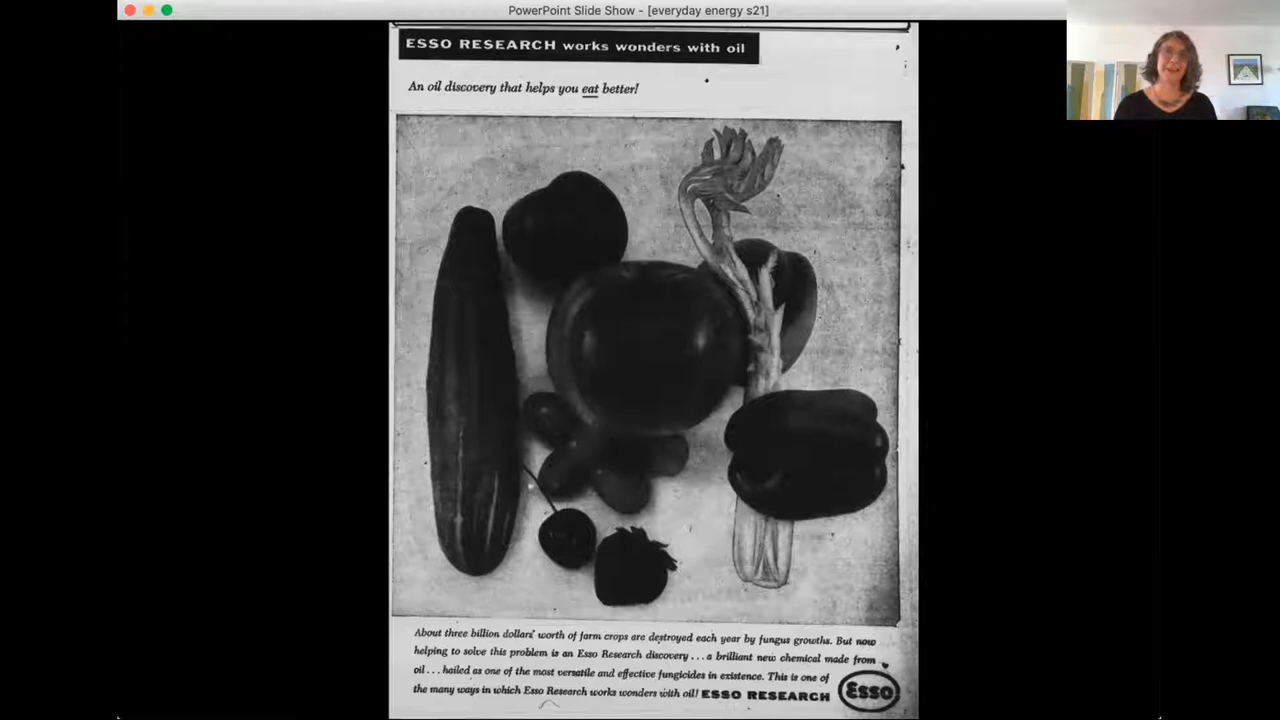 PowerPoint Slide Show - [everyday energy s21]
ESSO RESEARCH works wonders with oil
An oil discovery that helps you eat better!
About three billion dollars' worth of farm crops are destroyed each year by fungus growths. But now
helping to solve this problem is an Esso Research discovery . . . a brilliant new chemical made from
oil . . . hailed as one of the most versatile and effective fungicides in existence. This is one of
the many ways in which Esso Research works wonders with oil! ESSO RESEARCH
Esso